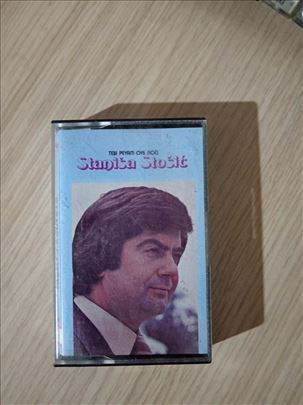 TEBI PEVAM OVE NOĆI
Staniša Stošić